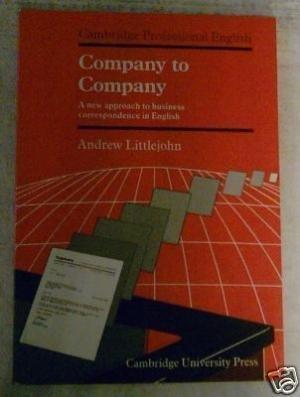 Cambridge Professional English
Company to
Company
A new approach to business
correspondence in English
Andrew Littlejohn
Cambridge University Press